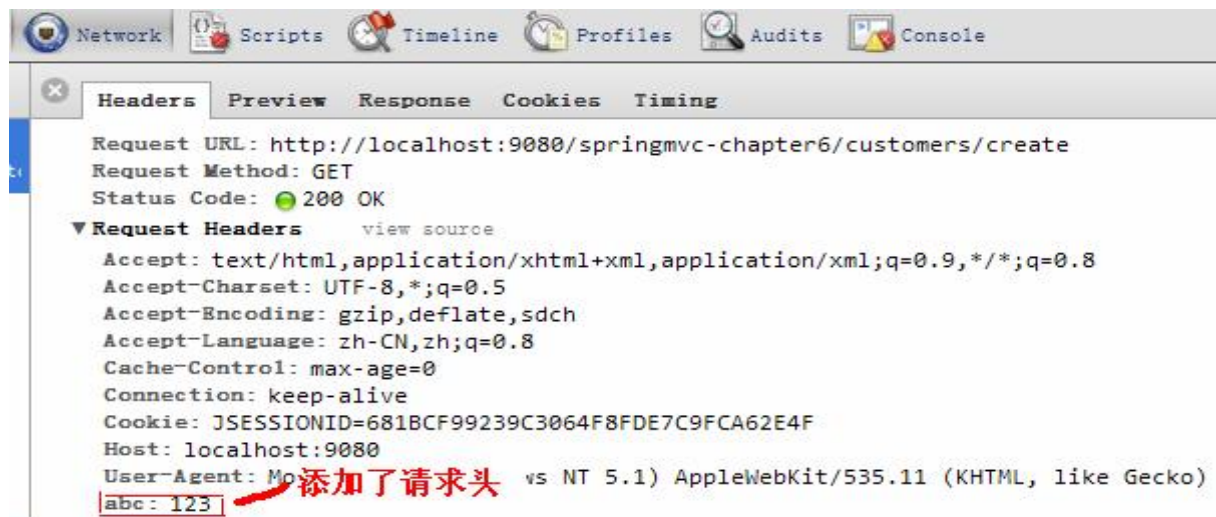 Network Scripts Timeline Profiles Audits Console
Headers Preview Response Cookies Timing
Request URL: http://localhost:9080/springmvc-chapter6/customers/create
Request Method: GET
Status Code: 200 OK
Request Headers view source
Accept: text/html,application/xhtml+xml,application/xml;q=0.9,*/*;q=0.8
Accept-Charset: UTF-8,*;q=0.5
Accept-Encoding: gzip,deflate,sdch
Accept-Language: zh-CN,zh;q=0.8
Cache-Control: max-age=0
Connection: keep-alive
Cookie: JSESSIONID=681BCF99239C3064F8FDE7C9FCA62E4F
Host: localhost:9080
User-Agent: Mo 添加了请求头 vs NT 5.1) AppleWebKit/535.11 (KHTML, like Gecko)
abc: 123